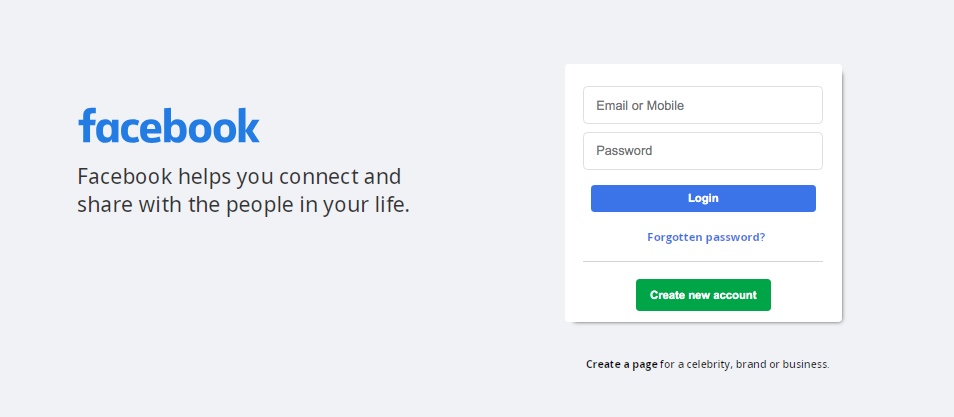 facebook
Facebook helps you connect and
share with the people in your life.
Email or Mobile
Password
Login
Forgotten password?
Create new account
Create a page for a celebrity, brand or business.